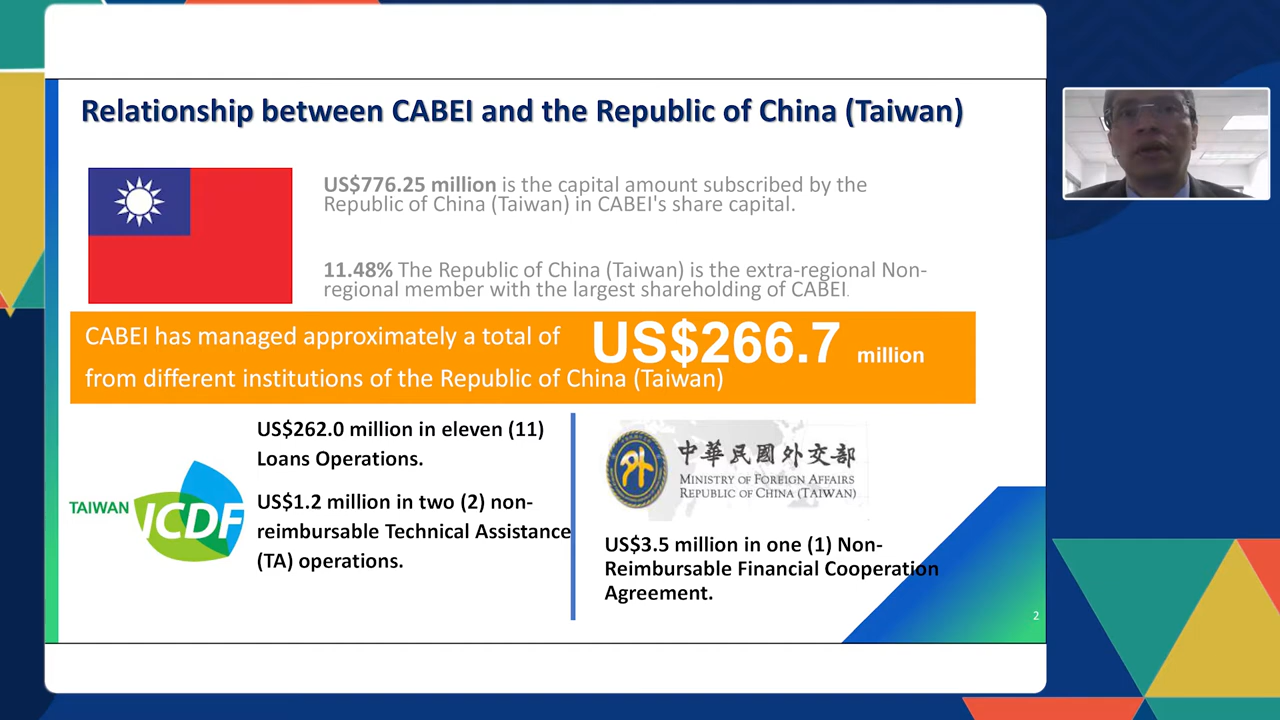 Relationship between CABEI and the Republic of China (Taiwan)
US$776.25 million is the capital amount subscribed by the
Republic of China (Taiwan) in CABEI's share capital.
11.48% The Republic of China (Taiwan) is the extra-regional Non-
regional member with the largest shareholding of CABEI.
CABEI has managed approximately a total of US$266.7 million
from different institutions of the Republic of China (Taiwan)
US$262.0 million in eleven (11)
Loans Operations.
TAIWAN ICDF
US$1.2 million in two (2) non-
reimbursable Technical Assistance
(TA) operations.
外
中華民國外交部
MINISTRY OF FOREIGN AFFAIRS
REPUBLIC OF CHINA (TAIWAN)
US$3.5 million in one (1) Non-
Reimbursable Financial Cooperation
Agreement.
2